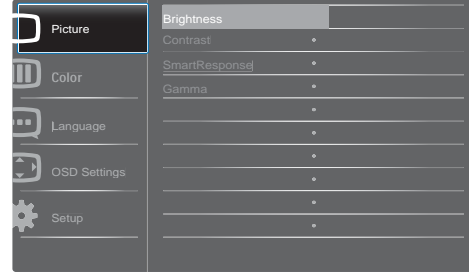 Picture
Color
Language
OSD Settings
Setup
Brightness
Contrast
SmartResponse
Gamma